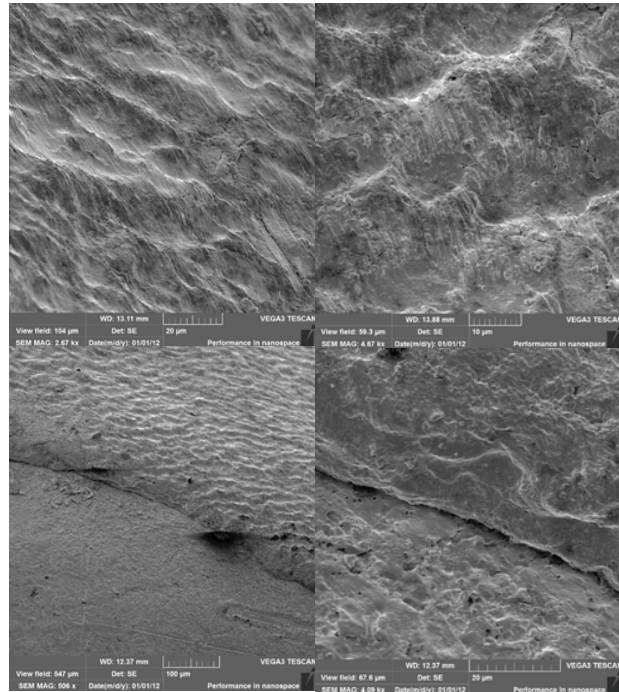 WD: 13.11 mm
VEGA3 TESCAN
View field: 104 µm
Det: SE
20 µm
SEM MAG: 2.67 kx
Date(m/d/y): 01/01/12
Performance in nanospace
WD: 13.88 mm
VEGA3 TESCAN
View field: 59.3 µm
Det: SE
10 µm
SEM MAG: 4.67 kx
Date(m/d/y): 01/01/12
Performance in nanospace
WD: 12.37 mm
VEGA3 TESCAN
View field: 547 µm
Det: SE
100 µm
SEM MAG: 506 x
Date(m/d/y): 01/01/12
Performance in nanospace
WD: 12.37 mm
VEGA3 TESCAN
View field: 67.6 µm
Det: SE
20 µm
SEM MAG: 4.09 kx
Date(m/d/y): 01/01/12
Performance in nanospace